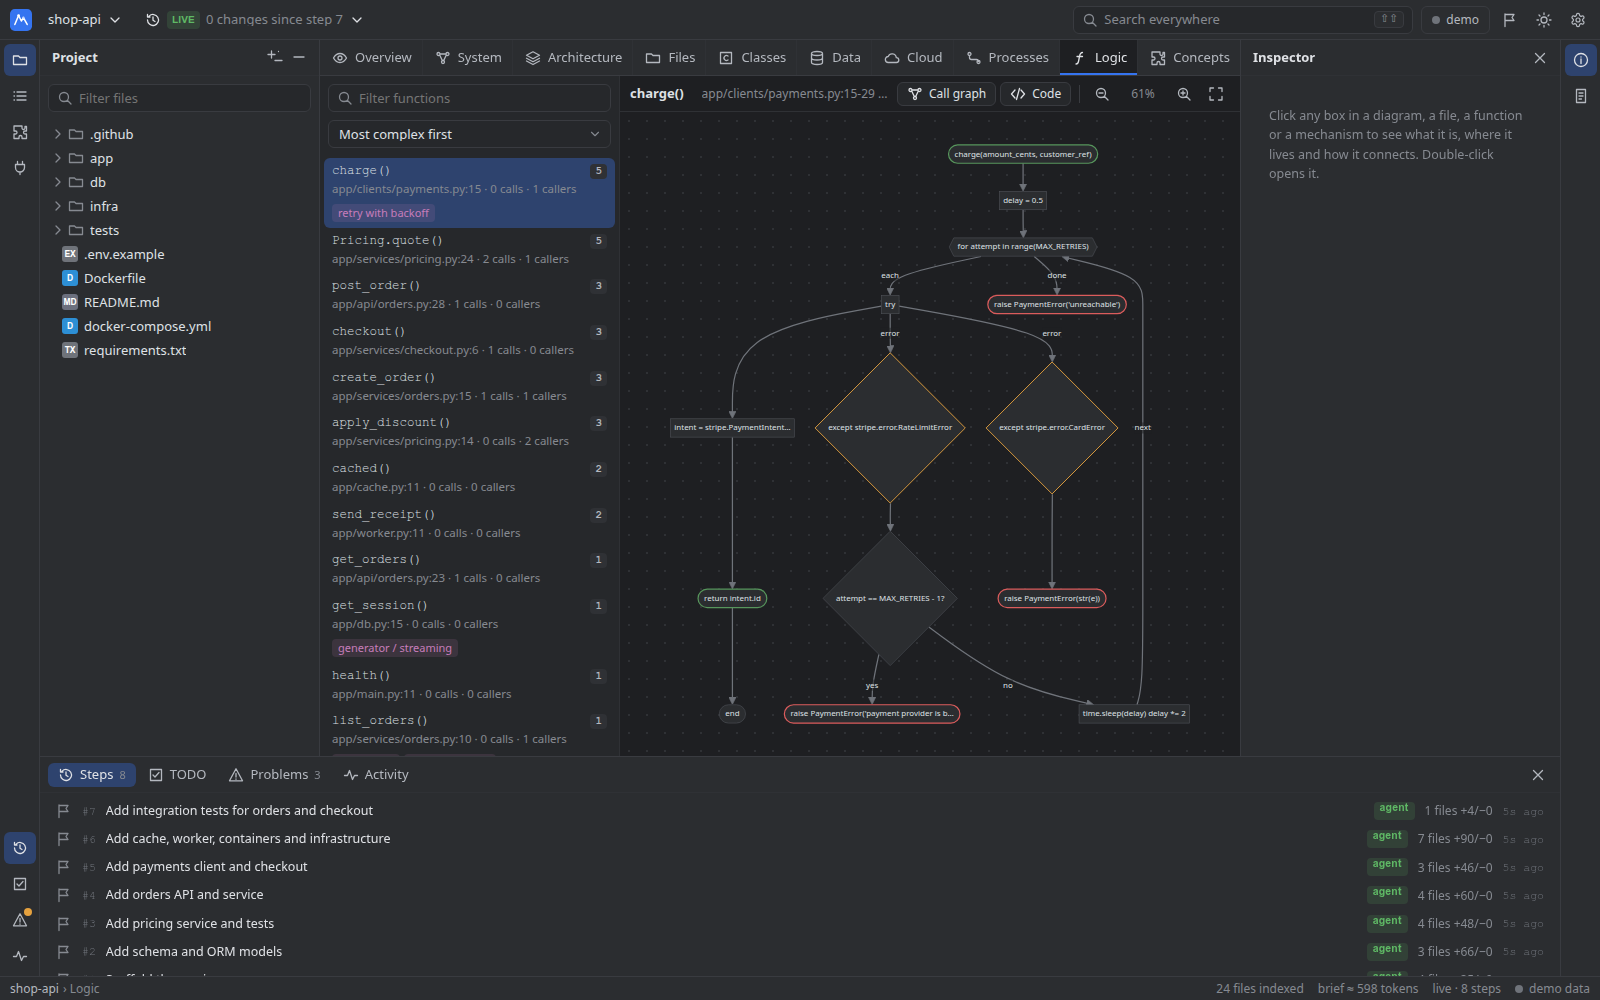 shop-api
LIVE 0 changes since step 7
Search everywhere
demo
Project
Filter files
.github
app
db
infra
tests
EX .env.example
D Dockerfile
MD README.md
D docker-compose.yml
TX requirements.txt
Overview
System
Architecture
Files
Classes
Data
Cloud
Processes
Logic
Concepts
Filter functions
Most complex first
charge() 5
app/clients/payments.py:15 · 0 calls · 1 callers
retry with backoff
Pricing.quote() 5
app/services/pricing.py:24 · 2 calls · 1 callers
post_order() 3
app/api/orders.py:28 · 1 calls · 0 callers
checkout() 3
app/services/checkout.py:6 · 1 calls · 0 callers
create_order() 3
app/services/orders.py:15 · 1 calls · 1 callers
apply_discount() 3
app/services/pricing.py:14 · 0 calls · 2 callers
cached() 2
app/cache.py:11 · 0 calls · 0 callers
send_receipt() 2
app/worker.py:11 · 0 calls · 0 callers
get_orders() 1
app/api/orders.py:23 · 1 calls · 0 callers
get_session() 1
app/db.py:15 · 0 calls · 0 callers
generator / streaming
health() 1
app/main.py:11 · 0 calls · 0 callers
list_orders() 1
app/services/orders.py:10 · 0 calls · 1 callers
charge() app/clients/payments.py:15-29 ...
Call graph
Code
61%
charge(amount_cents, customer_ref)
delay = 0.5
for attempt in range(MAX_RETRIES)
each
done
try
raise PaymentError('unreachable')
error
error
intent = stripe.PaymentIntent...
except stripe.error.RateLimitError
except stripe.error.CardError
next
return intent.id
attempt == MAX_RETRIES - 1?
raise PaymentError(str(e))
yes
no
end
raise PaymentError('payment provider is b...
time.sleep(delay) delay *= 2
Inspector
Click any box in a diagram, a file, a function
or a mechanism to see what it is, where it
lives and how it connects. Double-click
opens it.
Steps 8
TODO
Problems 3
Activity
#7 Add integration tests for orders and checkout agent 1 files +4/−0 5s ago
#6 Add cache, worker, containers and infrastructure agent 7 files +90/−0 5s ago
#5 Add payments client and checkout agent 3 files +46/−0 5s ago
#4 Add orders API and service agent 4 files +60/−0 5s ago
#3 Add pricing service and tests agent 4 files +48/−0 5s ago
#2 Add schema and ORM models agent 3 files +66/−0 5s ago
shop-api › Logic
24 files indexed
brief ≈ 598 tokens
live · 8 steps
demo data